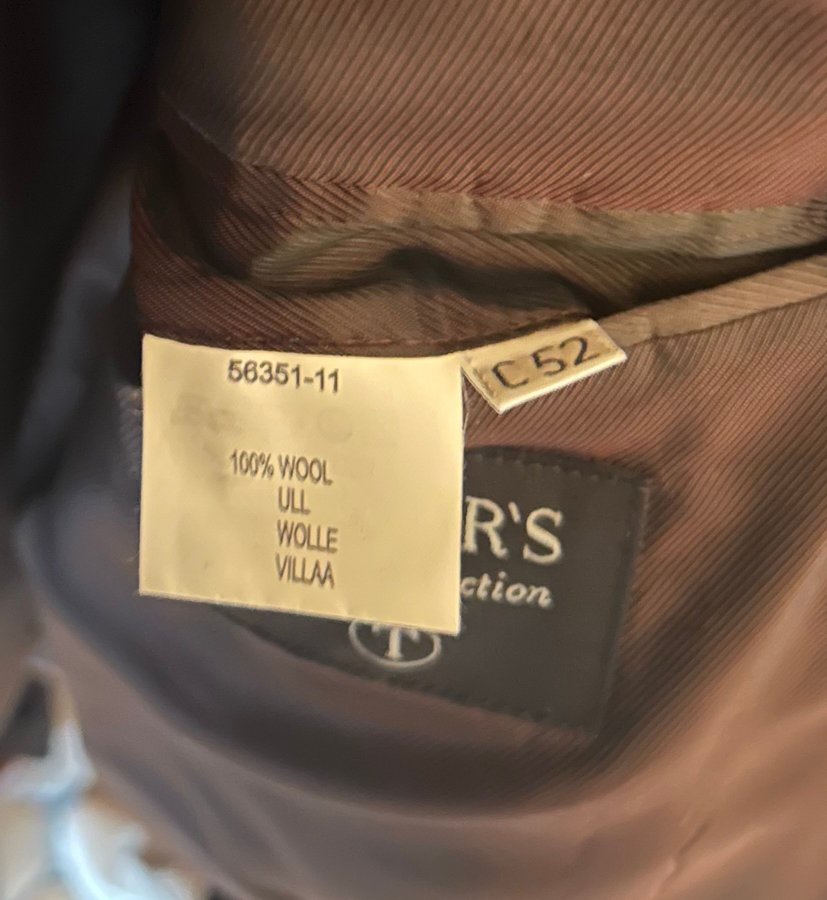 56351-11
C 52
100% WOOL
ULL
WOLLE
VILLAA
R'S
ction
T